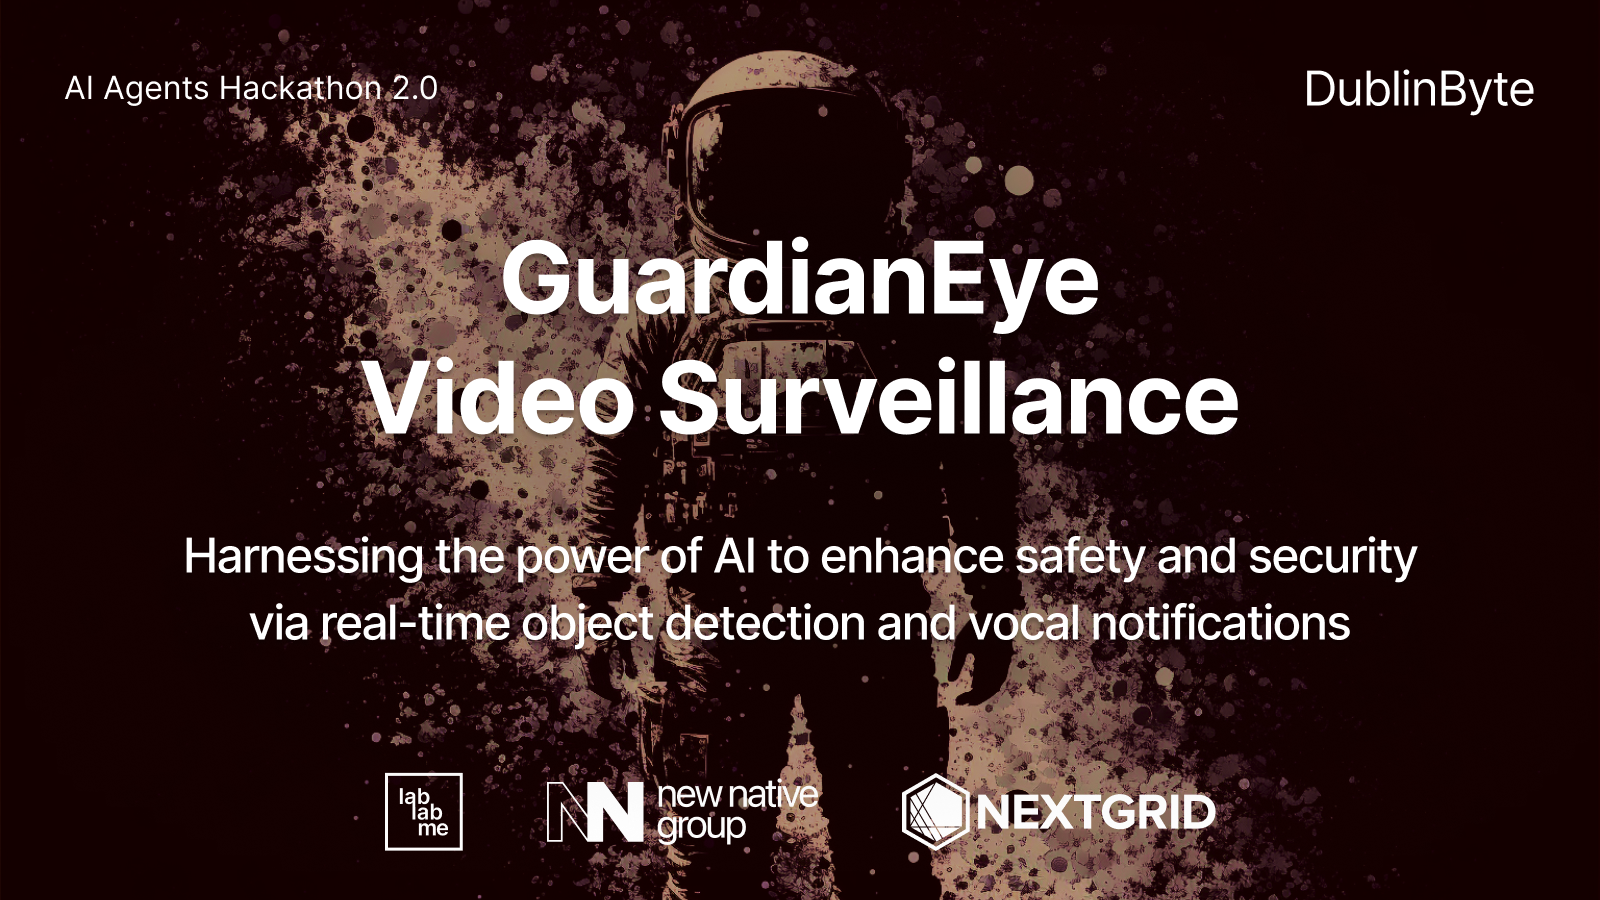 AI Agents Hackathon 2.0
DublinByte
GuardianEye
Video Surveillance
Harnessing the power of AI to enhance safety and security
via real-time object detection and vocal notifications
lab
lab
me
NN
new native
group
NEXTGRID